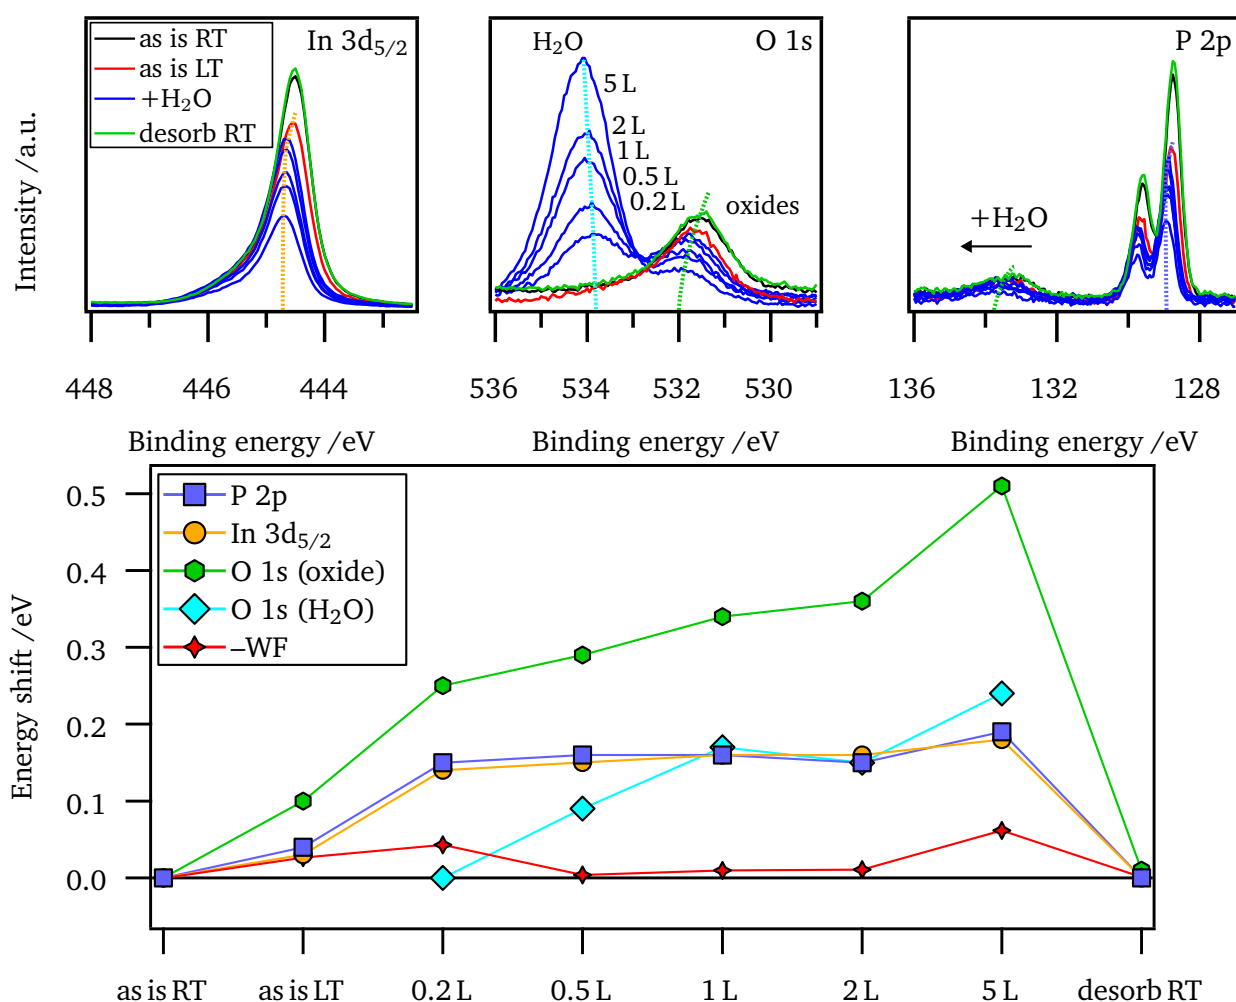 as is RT
as is LT
+H₂O
desorb RT
In 3d₅/₂
H₂O
O 1s
5 L
2 L
1 L
0.5 L
0.2 L
oxides
P 2p
+H₂O
Intensity /a.u.
448 446 444
536 534 532 530
136 132 128
Binding energy /eV
Binding energy /eV
Binding energy /eV
P 2p
In 3d₅/₂
O 1s (oxide)
O 1s (H₂O)
–WF
Energy shift /eV
0.5
0.4
0.3
0.2
0.1
0.0
as is RT as is LT 0.2 L 0.5 L 1 L 2 L 5 L desorb RT